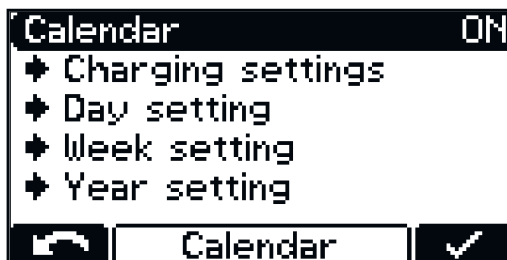 Calendar ON
Charging settings
Day setting
Week setting
Year setting
Calendar